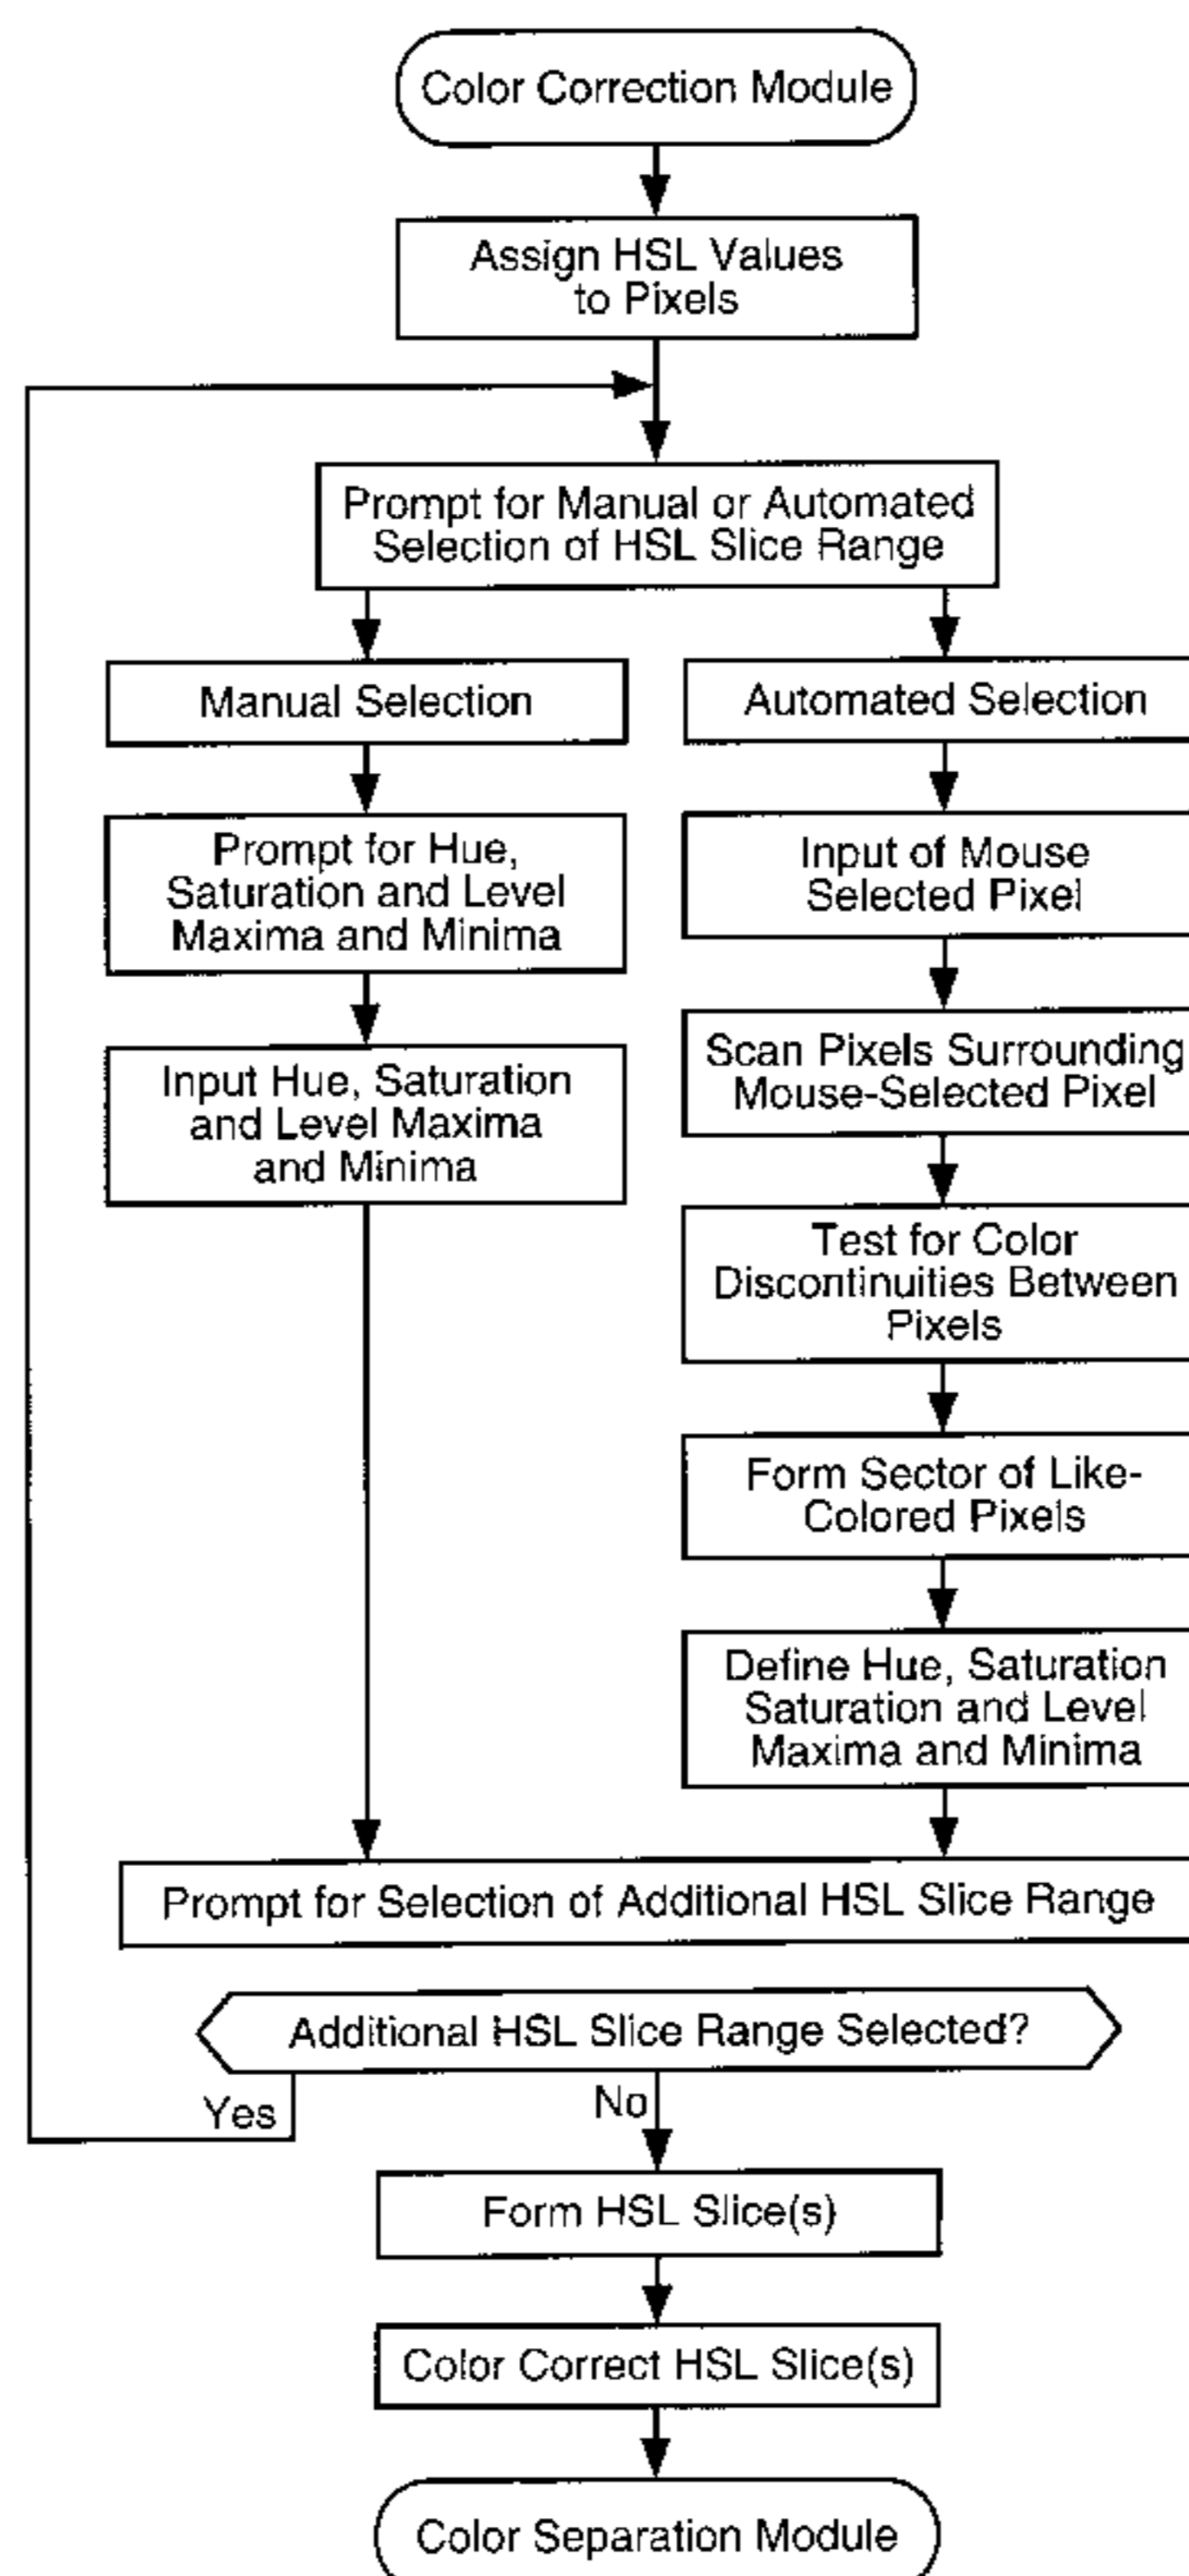 Color Correction Module
Assign HSL Values
to Pixels
Prompt for Manual or Automated
Selection of HSL Slice Range
Manual Selection
Prompt for Hue,
Saturation and Level
Maxima and Minima
Input Hue, Saturation
and Level Maxima
and Minima
Automated Selection
Input of Mouse
Selected Pixel
Scan Pixels Surrounding
Mouse-Selected Pixel
Test for Color
Discontinuities Between
Pixels
Form Sector of Like-
Colored Pixels
Define Hue, Saturation
Saturation and Level
Maxima and Minima
Prompt for Selection of Additional HSL Slice Range
Additional HSL Slice Range Selected?
Yes
No
Form HSL Slice(s)
Color Correct HSL Slice(s)
Color Separation Module